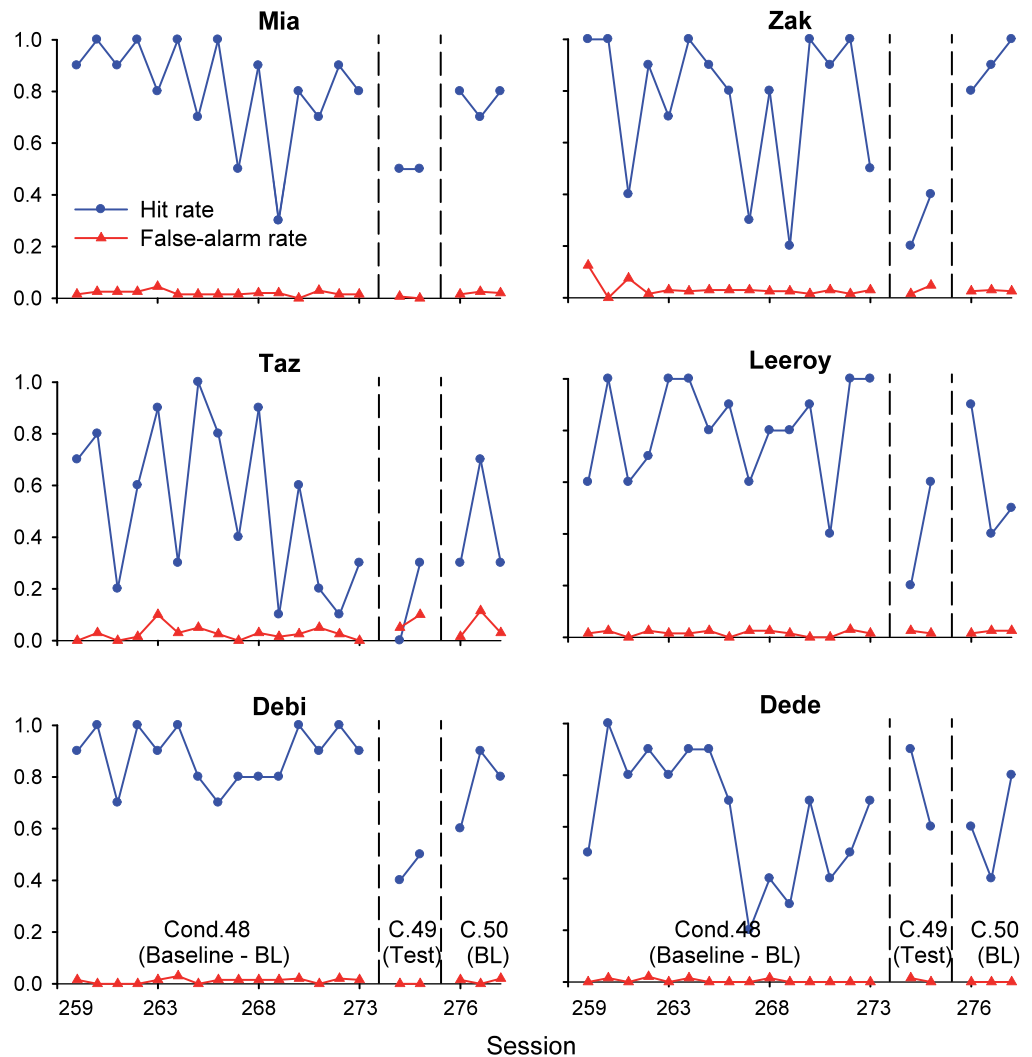 Mia
Zak
1.0
0.8
0.6
0.4
0.2
0.0
Hit rate
False-alarm rate
Taz
Leeroy
1.0
0.8
0.6
0.4
0.2
0.0
Debi
Dede
1.0
0.8
0.6
0.4
0.2
0.0
Cond.48
(Baseline - BL)
C.49
(Test)
C.50
(BL)
Cond.48
(Baseline - BL)
C.49
(Test)
C.50
(BL)
259 263 268 273 276
259 263 268 273 276
Session